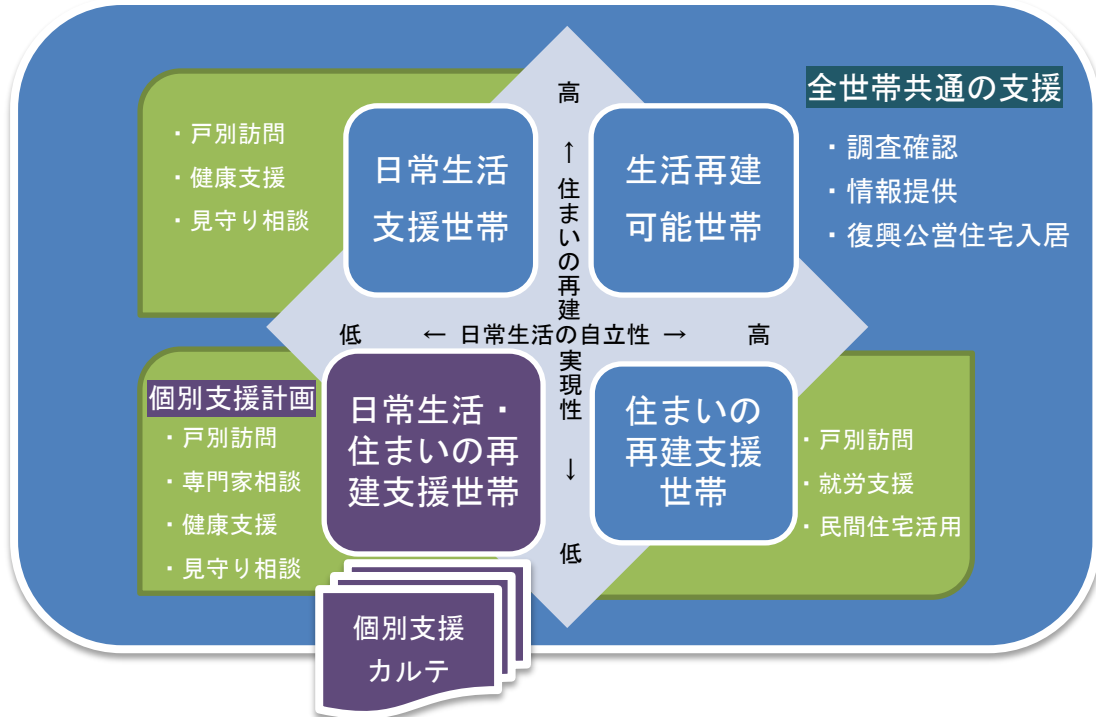 全世帯共通の支援
・調査確認
・情報提供
・復興公営住宅入居
・戸別訪問
・健康支援
・見守り相談
日常生活
支援世帯
生活再建
可能世帯
高
↑
住まいの再建実現性
↓
低
低 ← 日常生活の自立性 → 高
個別支援計画
・戸別訪問
・専門家相談
・健康支援
・見守り相談
日常生活・
住まいの再
建支援世帯
住まいの
再建支援
世帯
・戸別訪問
・就労支援
・民間住宅活用
個別支援
カルテ